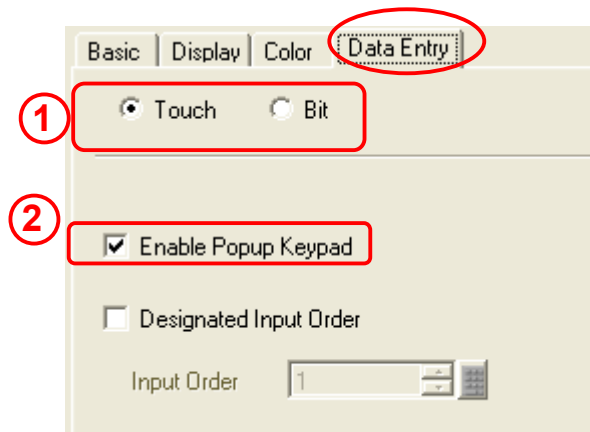 Basic Display Color Data Entry
1 Touch Bit
2
Enable Popup Keypad
Designated Input Order
Input Order 1